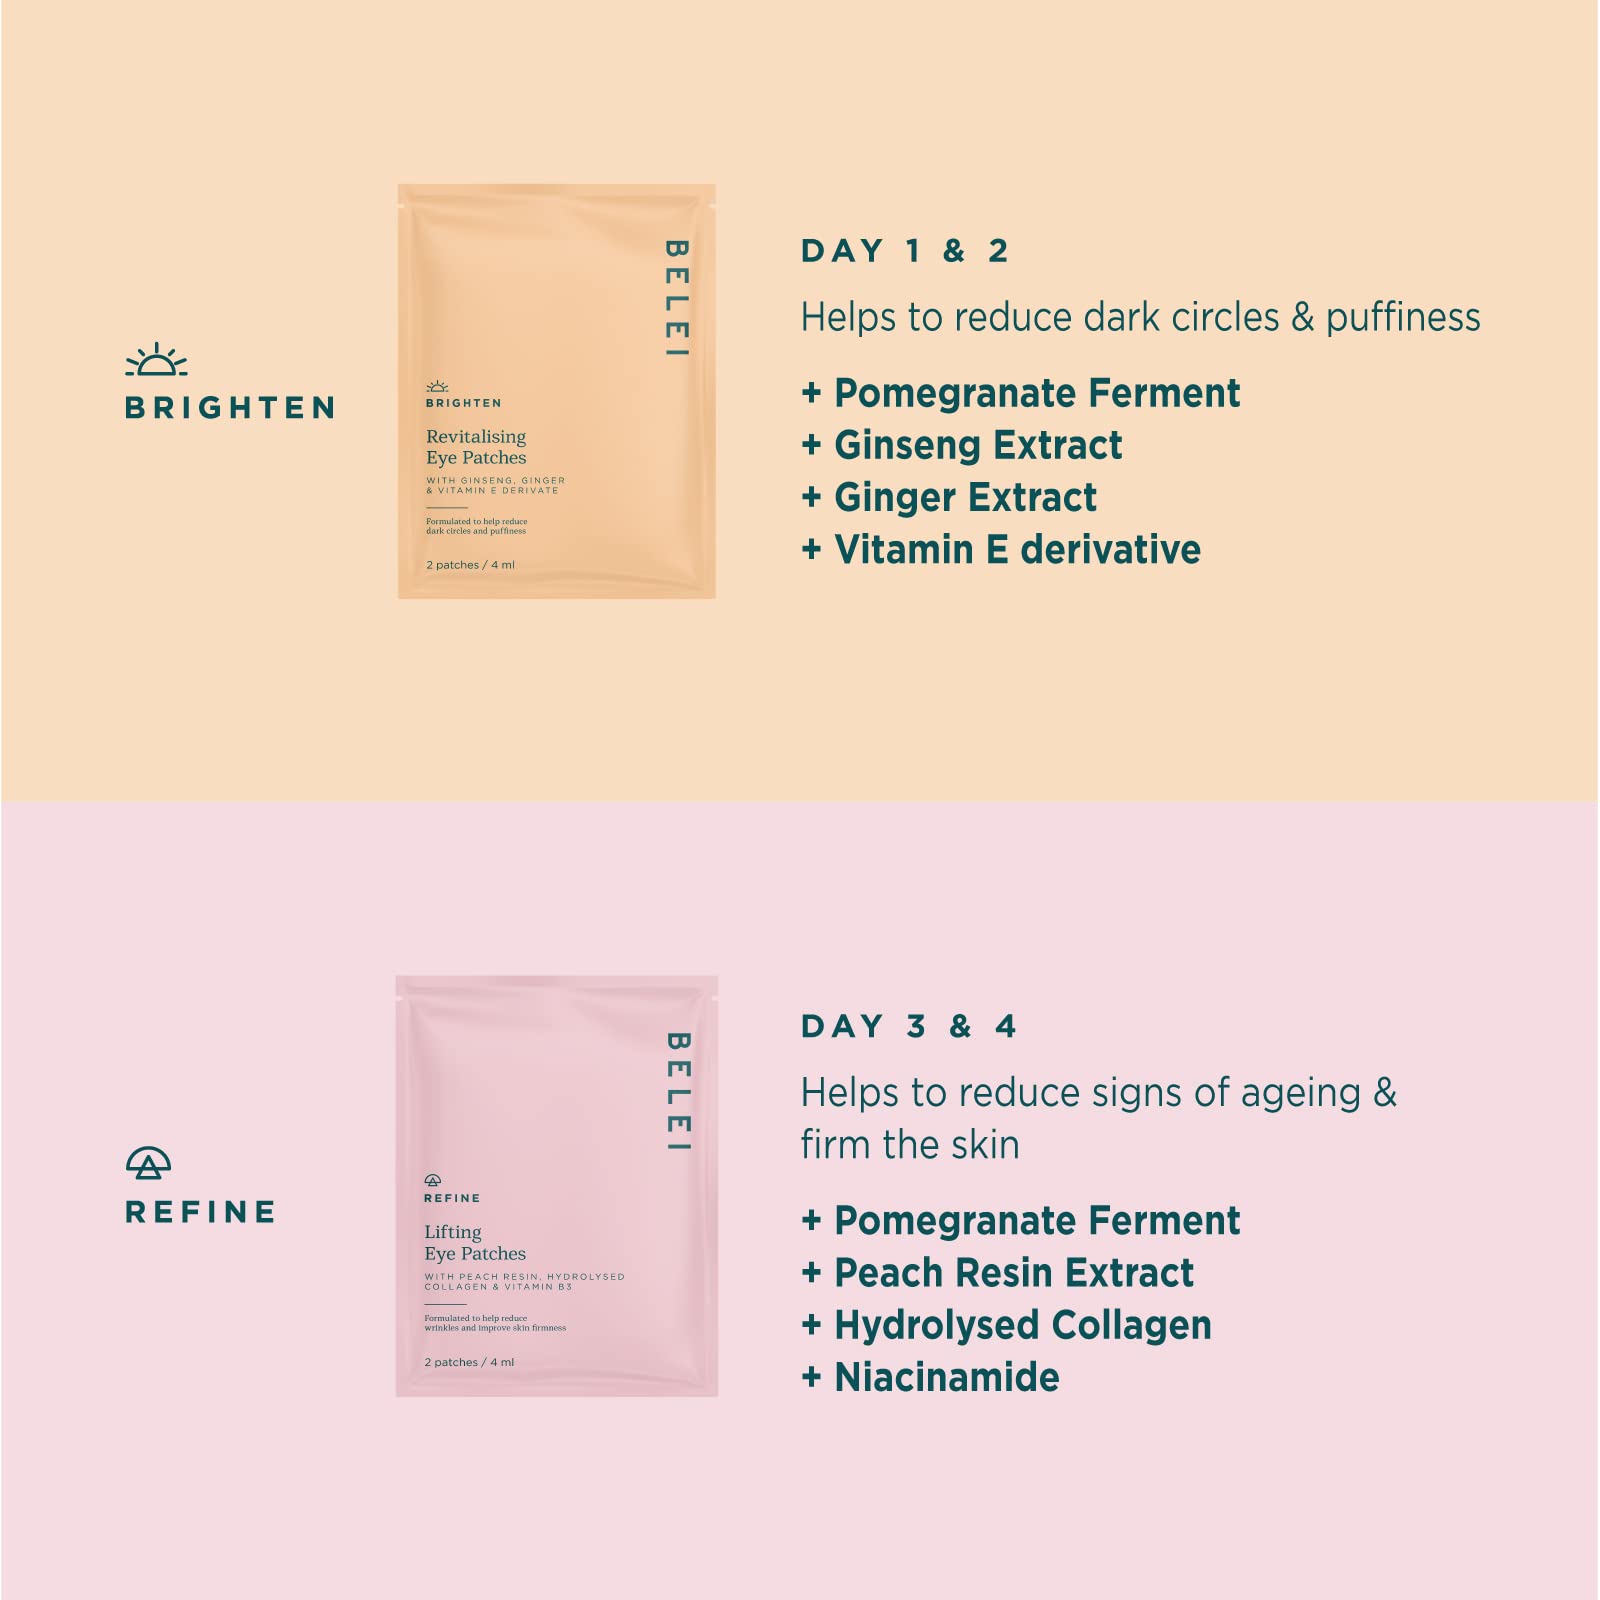 BRIGHTEN
BELEI
BRIGHTEN
Revitalising
Eye Patches
WITH GINSENG, GINGER
& VITAMIN E DERIVATE
Formulated to help reduce
dark circles and puffiness
2 patches / 4 ml
DAY 1 & 2
Helps to reduce dark circles & puffiness
+ Pomegranate Ferment
+ Ginseng Extract
+ Ginger Extract
+ Vitamin E derivative
REFINE
BELEI
REFINE
Lifting
Eye Patches
WITH PEACH RESIN, HYDROLYSED
COLLAGEN & VITAMIN B3
Formulated to help reduce
wrinkles and improve skin firmness
2 patches / 4 ml
DAY 3 & 4
Helps to reduce signs of ageing &
firm the skin
+ Pomegranate Ferment
+ Peach Resin Extract
+ Hydrolysed Collagen
+ Niacinamide